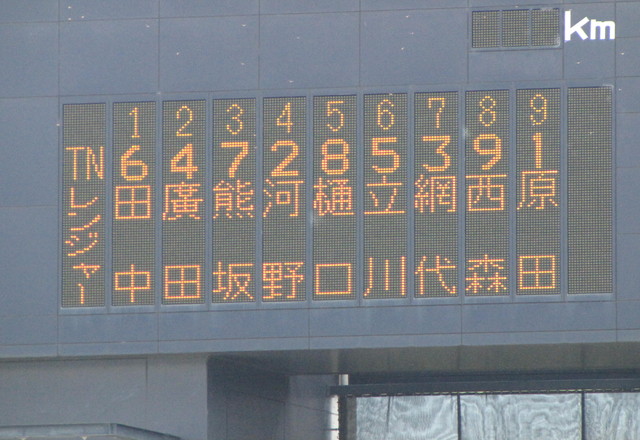 km
TNレンジャー
1 6 田中
2 4 廣田
3 7 熊坂
4 2 河野
5 8 樋口
6 5 立川
7 3 網代
8 9 西森
9 1 原田